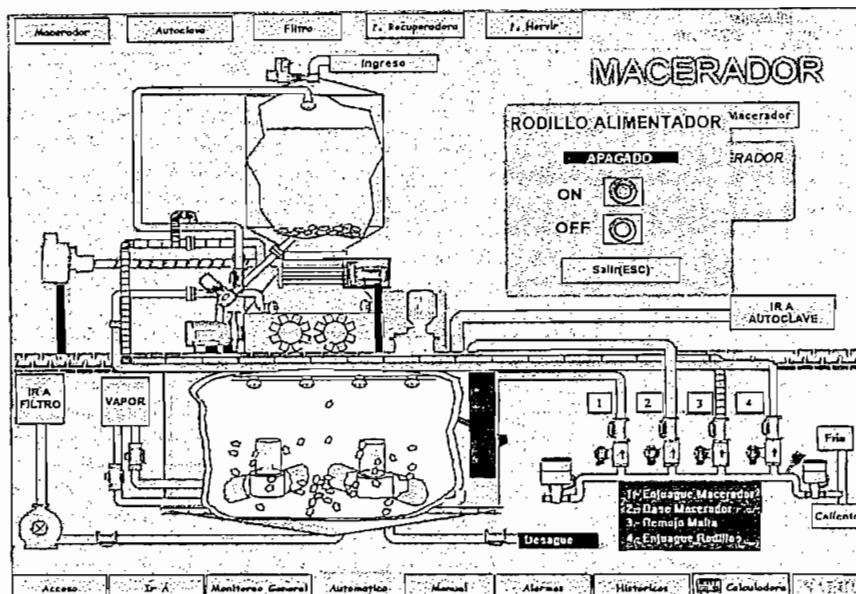 Macerador
Autoclave
Filtro
P. Recuperadora
P. Hervir
Ingreso
MACERADOR
RODILLO ALIMENTADOR
Macerador
ERADOR
APAGADO
ON
OFF
Salir(ESC)
IR A
AUTOCLAVE
IR A
FILTRO
VAPOR
1
2
3
4
Fria
Caliente
1.- Enjuague Macerador
2.- Base Macerador
3.- Remojo Malta
4.- Enjuague Rodillos
Desague
Acceso
Ir A
Monitoreo General
Automatico
Manual
Alarmas
Historicos
Calculadora